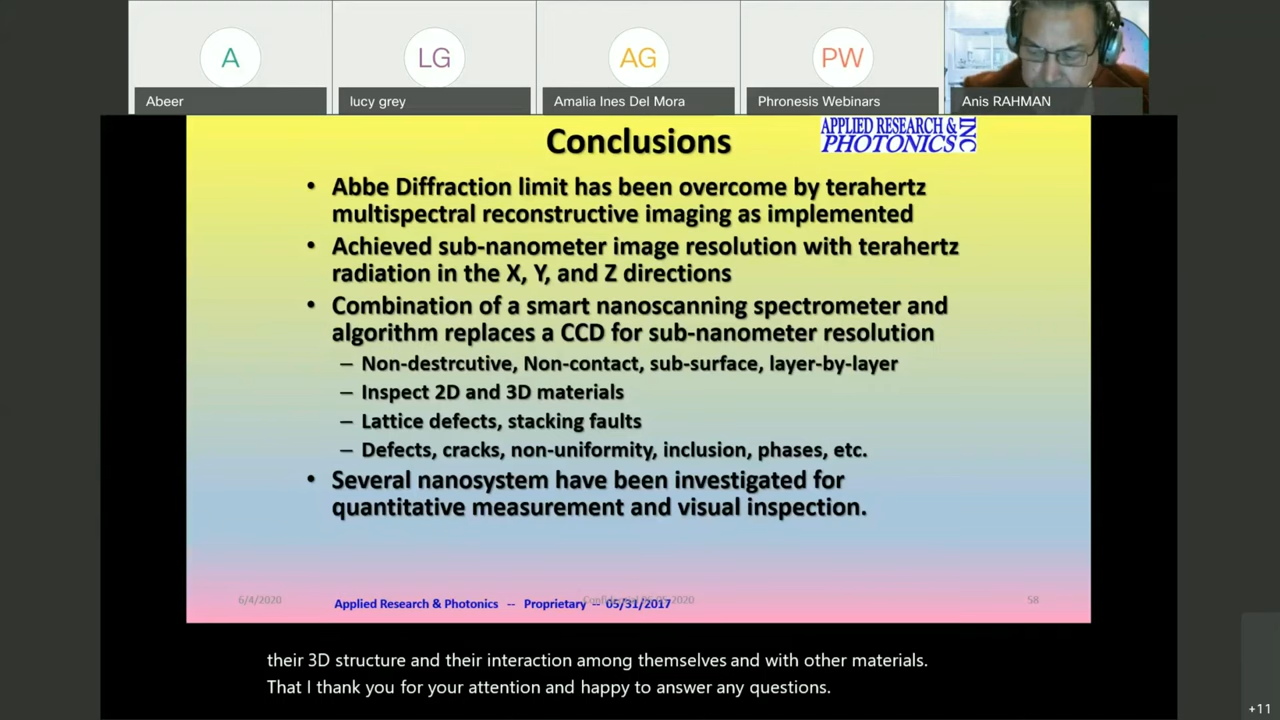 A
LG
AG
PW
Abeer
lucy grey
Amalia Ines Del Mora
Phronesis Webinars
Anis RAHMAN
Conclusions
APPLIED RESEARCH &
PHOTONICS
INC
• Abbe Diffraction limit has been overcome by terahertz
multispectral reconstructive imaging as implemented
• Achieved sub-nanometer image resolution with terahertz
radiation in the X, Y, and Z directions
• Combination of a smart nanoscanning spectrometer and
algorithm replaces a CCD for sub-nanometer resolution
– Non-destrcutive, Non-contact, sub-surface, layer-by-layer
– Inspect 2D and 3D materials
– Lattice defects, stacking faults
– Defects, cracks, non-uniformity, inclusion, phases, etc.
• Several nanosystem have been investigated for
quantitative measurement and visual inspection.
6/4/2020
Applied Research & Photonics -- Proprietary -- 05/31/2017
2020
58
their 3D structure and their interaction among themselves and with other materials.
That I thank you for your attention and happy to answer any questions.
+11